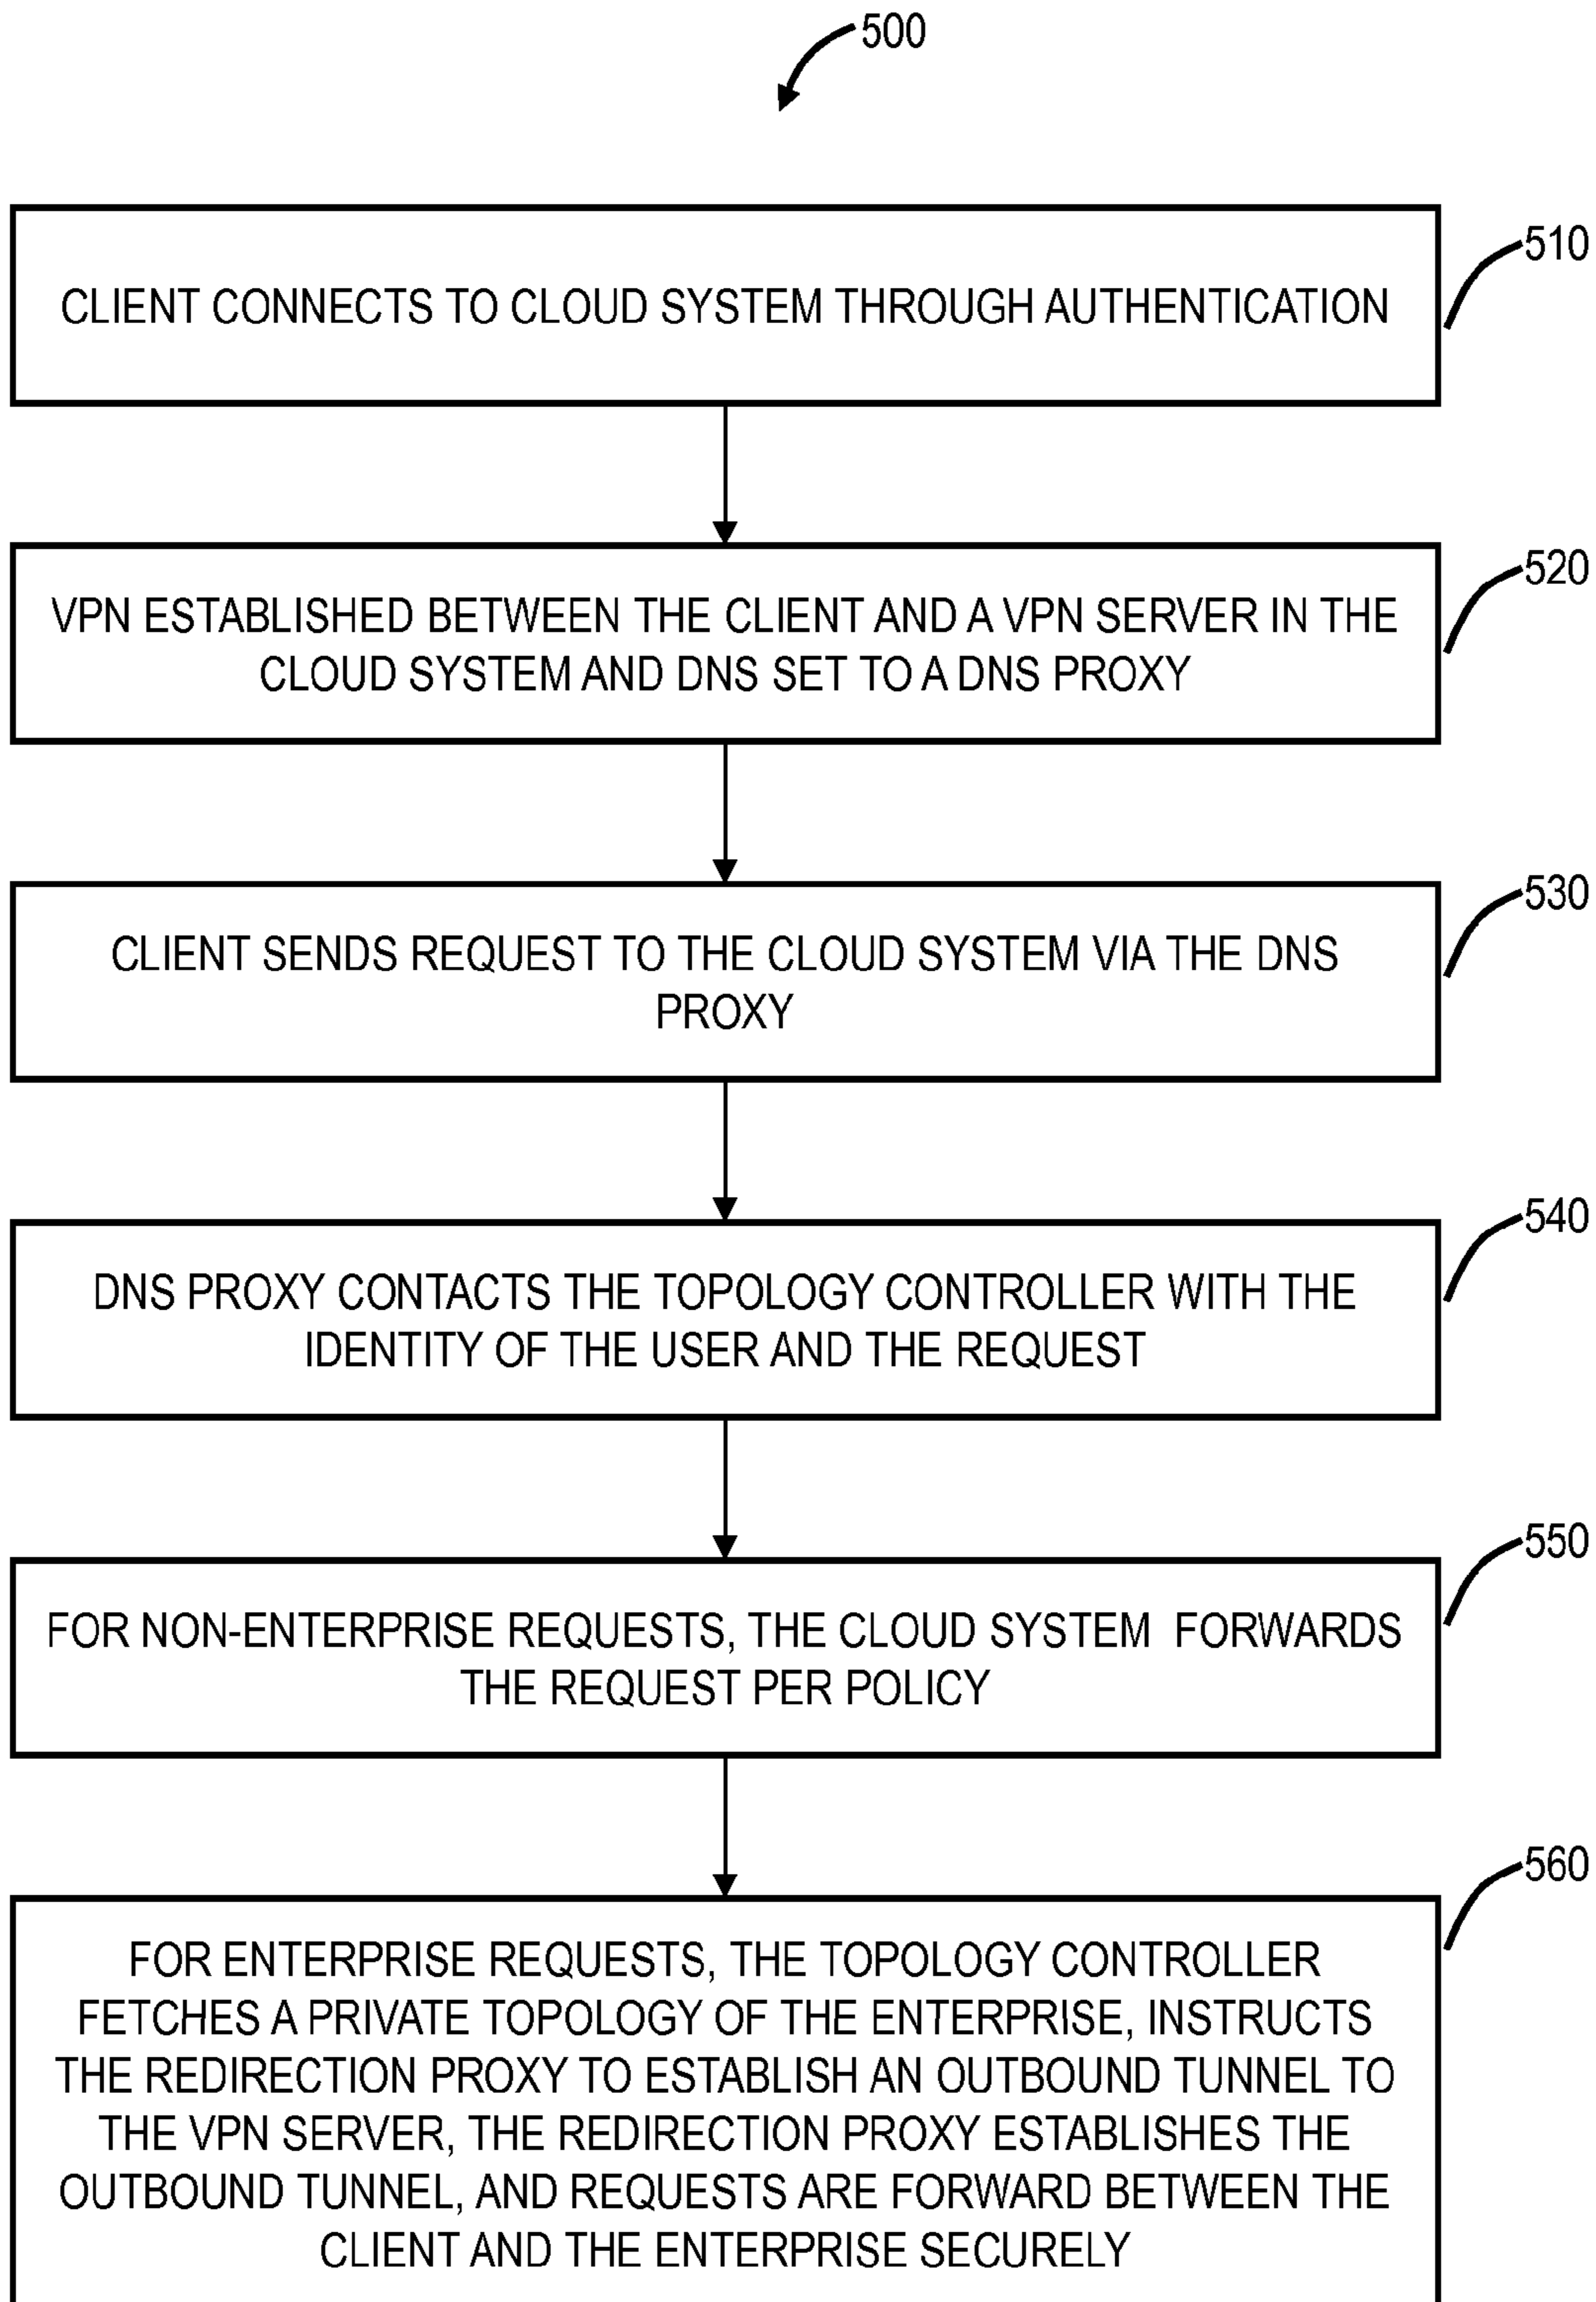 500
510
CLIENT CONNECTS TO CLOUD SYSTEM THROUGH AUTHENTICATION
520
VPN ESTABLISHED BETWEEN THE CLIENT AND A VPN SERVER IN THE
CLOUD SYSTEM AND DNS SET TO A DNS PROXY
530
CLIENT SENDS REQUEST TO THE CLOUD SYSTEM VIA THE DNS
PROXY
540
DNS PROXY CONTACTS THE TOPOLOGY CONTROLLER WITH THE
IDENTITY OF THE USER AND THE REQUEST
550
FOR NON-ENTERPRISE REQUESTS, THE CLOUD SYSTEM FORWARDS
THE REQUEST PER POLICY
560
FOR ENTERPRISE REQUESTS, THE TOPOLOGY CONTROLLER
FETCHES A PRIVATE TOPOLOGY OF THE ENTERPRISE, INSTRUCTS
THE REDIRECTION PROXY TO ESTABLISH AN OUTBOUND TUNNEL TO
THE VPN SERVER, THE REDIRECTION PROXY ESTABLISHES THE
OUTBOUND TUNNEL, AND REQUESTS ARE FORWARD BETWEEN THE
CLIENT AND THE ENTERPRISE SECURELY